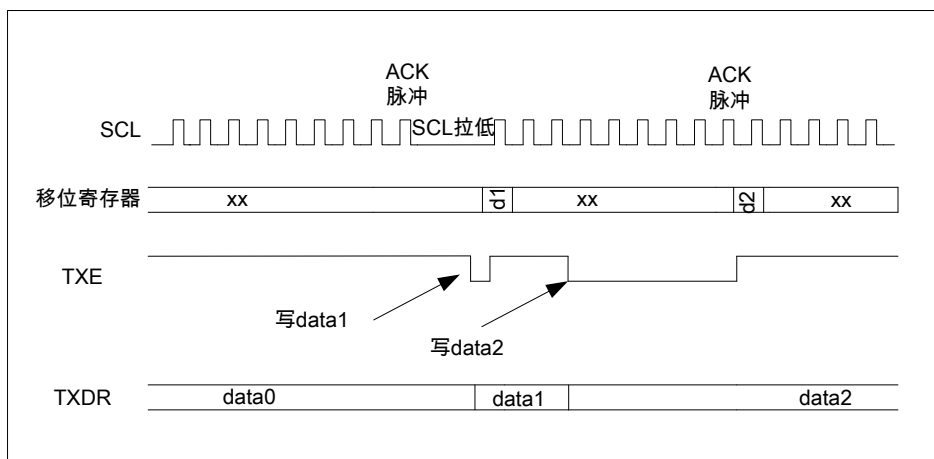 ACK
脉冲
ACK
脉冲
SCL
SCL拉低
移位寄存器
xx
d1
xx
d2
xx
TXE
写data1
写data2
TXDR
data0
data1
data2